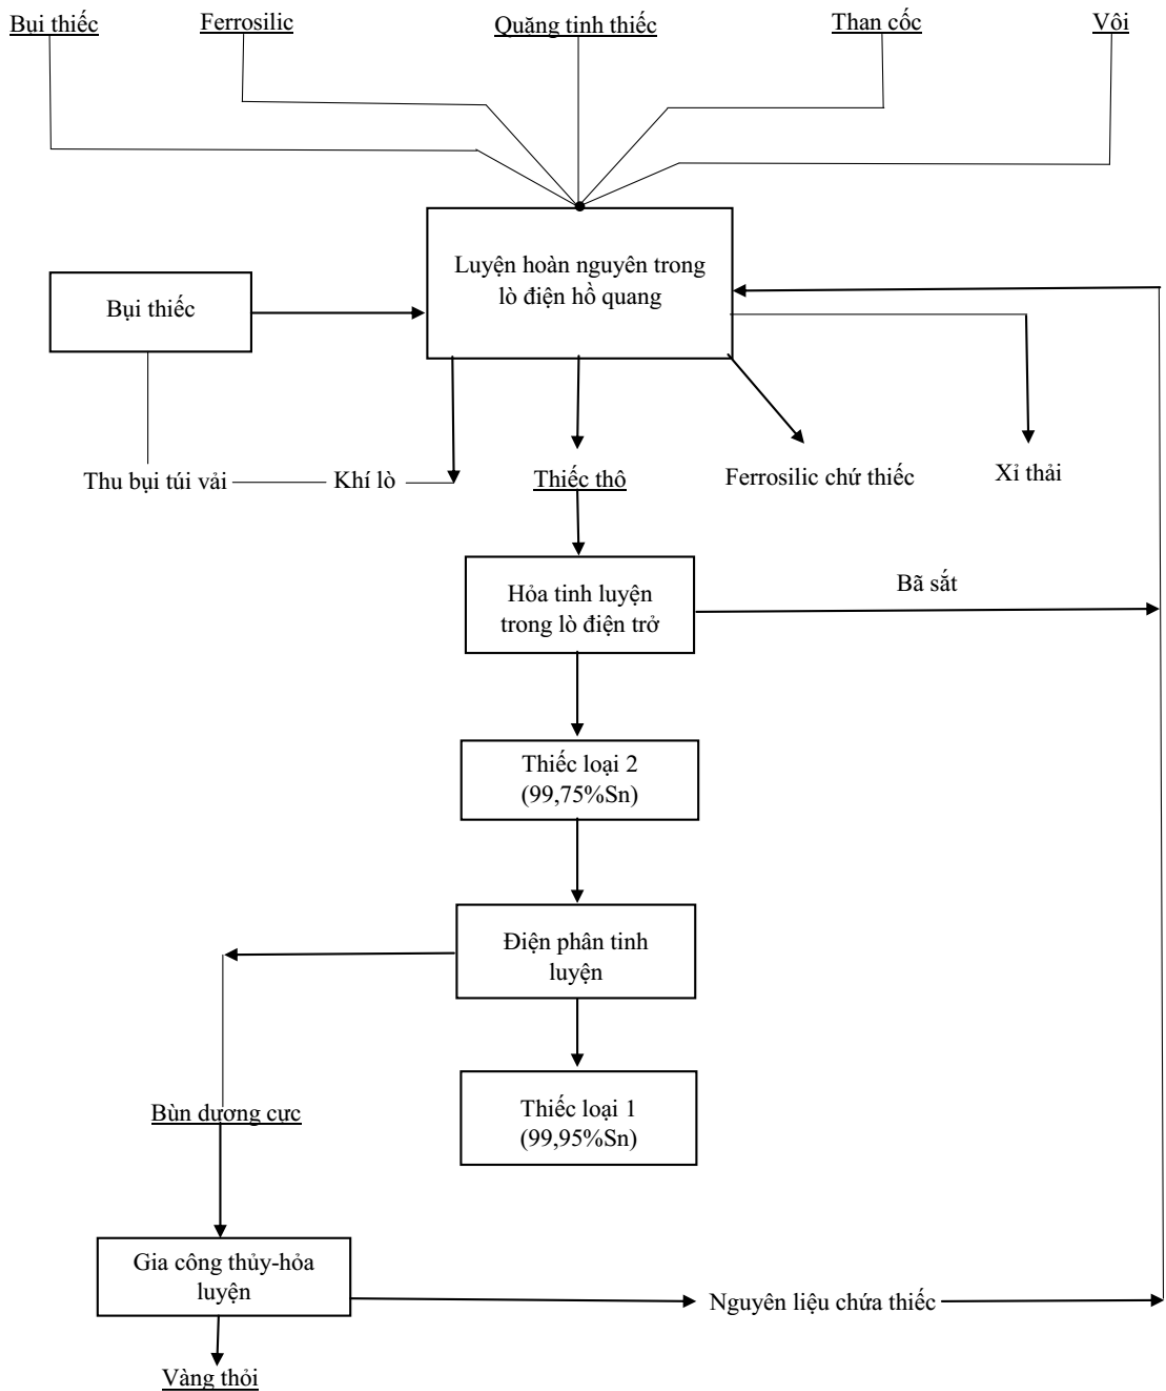 Bụi thiếc
Ferrosilic
Quặng tinh thiếc
Than cốc
Vôi
Luyện hoàn nguyên trong
lò điện hồ quang
Bụi thiếc
Thu bụi túi vải
Khí lò
Thiếc thô
Ferrosilic chứ thiếc
Xỉ thải
Hỏa tinh luyện
trong lò điện trở
Bã sắt
Thiếc loại 2
(99,75%Sn)
Điện phân tinh
luyện
Bùn dương cực
Thiếc loại 1
(99,95%Sn)
Gia công thủy-hỏa
luyện
Nguyên liệu chứa thiếc
Vàng thỏi